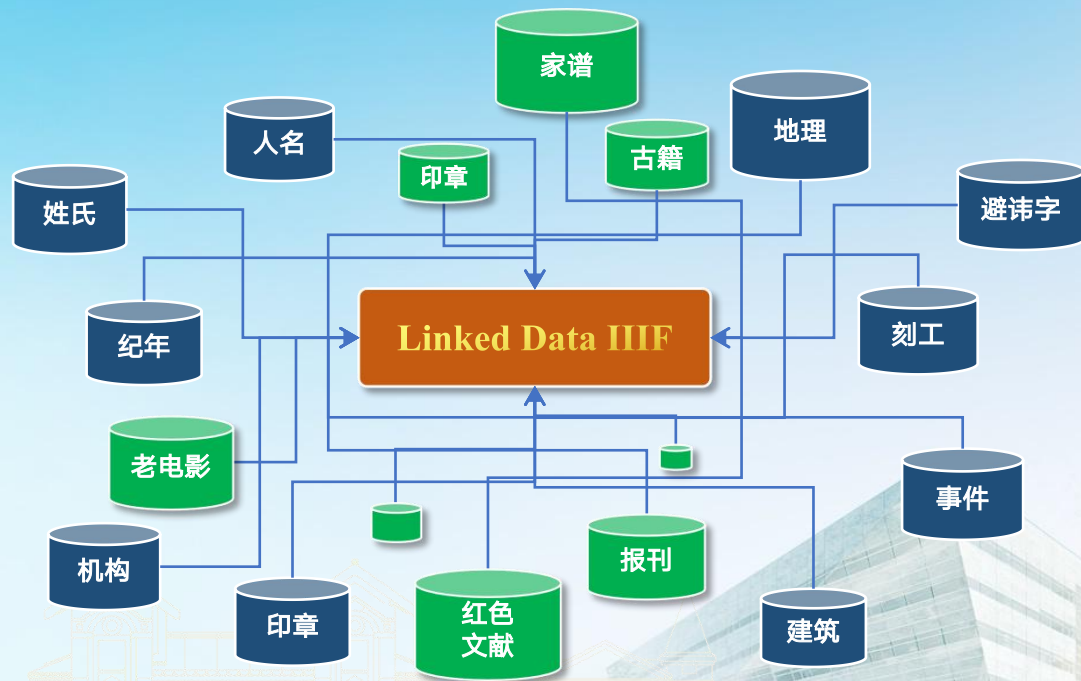 家谱
地理
人名
古籍
印章
避讳字
姓氏
刻工
纪年
Linked Data IIIF
老电影
事件
报刊
机构
印章
红色
文献
建筑